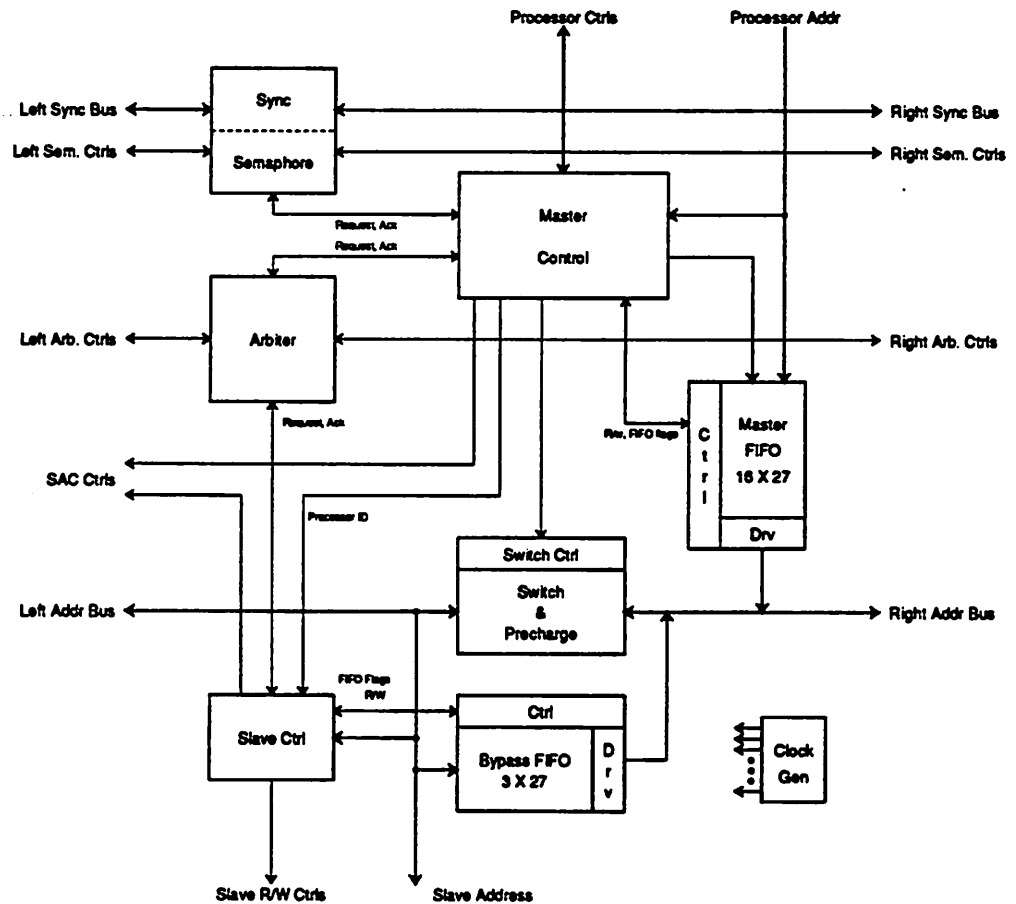 Processor Ctrls
Processor Addr
Sync
Left Sync Bus
Right Sync Bus
Left Sem. Ctrls
Semaphore
Right Sem. Ctrls
Master
Control
Request, Ack
Request, Ack
Left Arb. Ctrls
Arbiter
Right Arb. Ctrls
Request, Ack
R/w, FIFO flags
Ctrl
Master
FIFO
16 X 27
Drv
SAC Ctrls
Processor ID
Switch Ctrl
Left Addr Bus
Switch
&
Precharge
Right Addr Bus
FIFO Flags
R/W
Slave Ctrl
Ctrl
Bypass FIFO
3 X 27
Drv
Clock
Gen
Slave R/W Ctrls
Slave Address